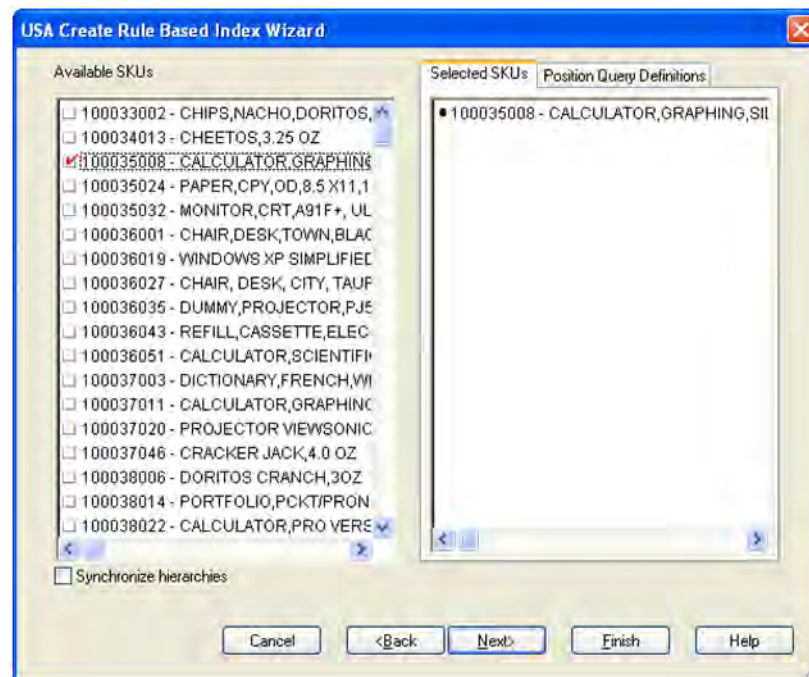 USA Create Rule Based Index Wizard
Available SKUs
100033002 - CHIPS,NACHO,DORITOS,
100034013 - CHEETOS,3.25 OZ
100035008 - CALCULATOR,GRAPHING
100035024 - PAPER,CPY,OD,8.5 X11,1
100035032 - MONITOR,CRT,A91F+, UL
100036001 - CHAIR,DESK,TOWN,BLAC
100036019 - WINDOWS XP SIMPLIFIED
100036027 - CHAIR, DESK, CITY, TAUP
100036035 - DUMMY,PROJECTOR,PJ5
100036043 - REFILL,CASSETTE,ELEC
100036051 - CALCULATOR,SCIENTIFI
100037003 - DICTIONARY,FRENCH,WI
100037011 - CALCULATOR,GRAPHING
100037020 - PROJECTOR VIEWSONIC
100037046 - CRACKER JACK,4.0 OZ
100038006 - DORITOS CRANCH,3OZ
100038014 - PORTFOLIO,PCKT/PRON
100038022 - CALCULATOR,PRO VERS
Synchronize hierarchies
Selected SKUs Position Query Definitions
100035008 - CALCULATOR,GRAPHING,SIL
Cancel <Back Next> Finish Help